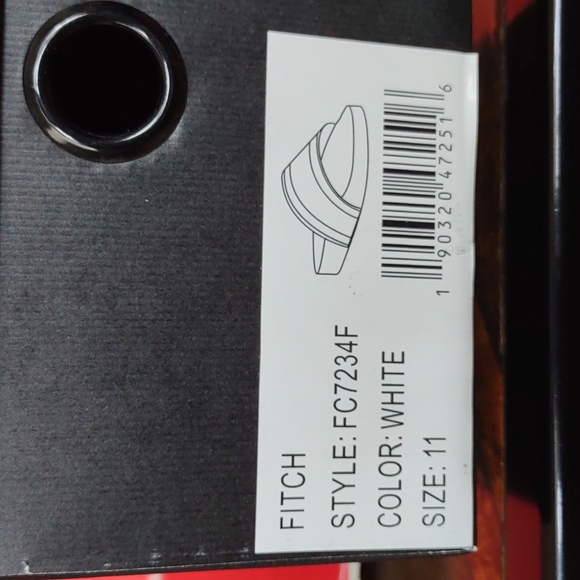 FITCH
STYLE: FC7234F
COLOR: WHITE
SIZE: 11
1 90320 47251 6